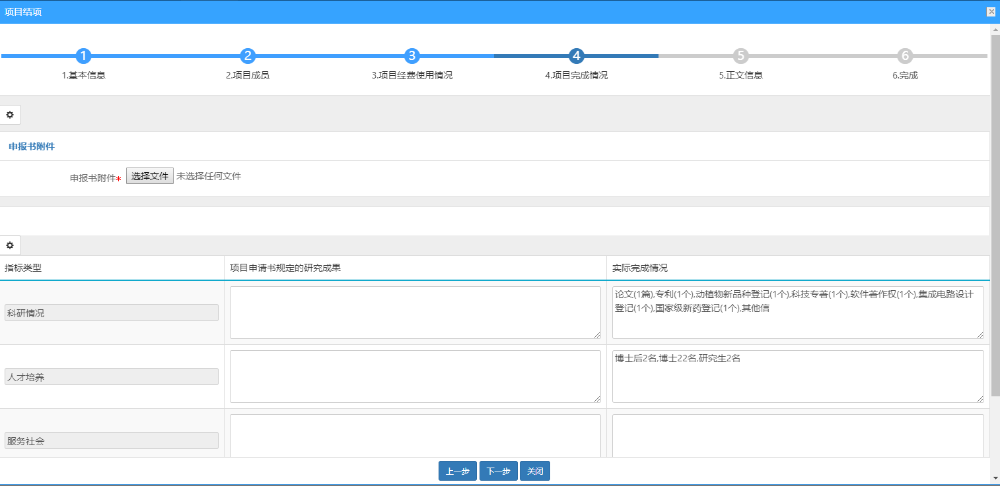 项目结项
1
2
3
4
5
6
1.基本信息
2.项目成员
3.项目经费使用情况
4.项目完成情况
5.正文信息
6.完成
申报书附件
申报书附件* 选择文件 未选择任何文件
指标类型
项目申请书规定的研究成果
实际完成情况
科研情况
论文(1篇),专利(1个),动植物新品种登记(1个),科技专著(1个),软件著作权(1个),集成电路设计
登记(1个),国家级新药登记(1个),其他信
人才培养
博士后2名,博士22名,研究生2名
服务社会
上一步
下一步
关闭